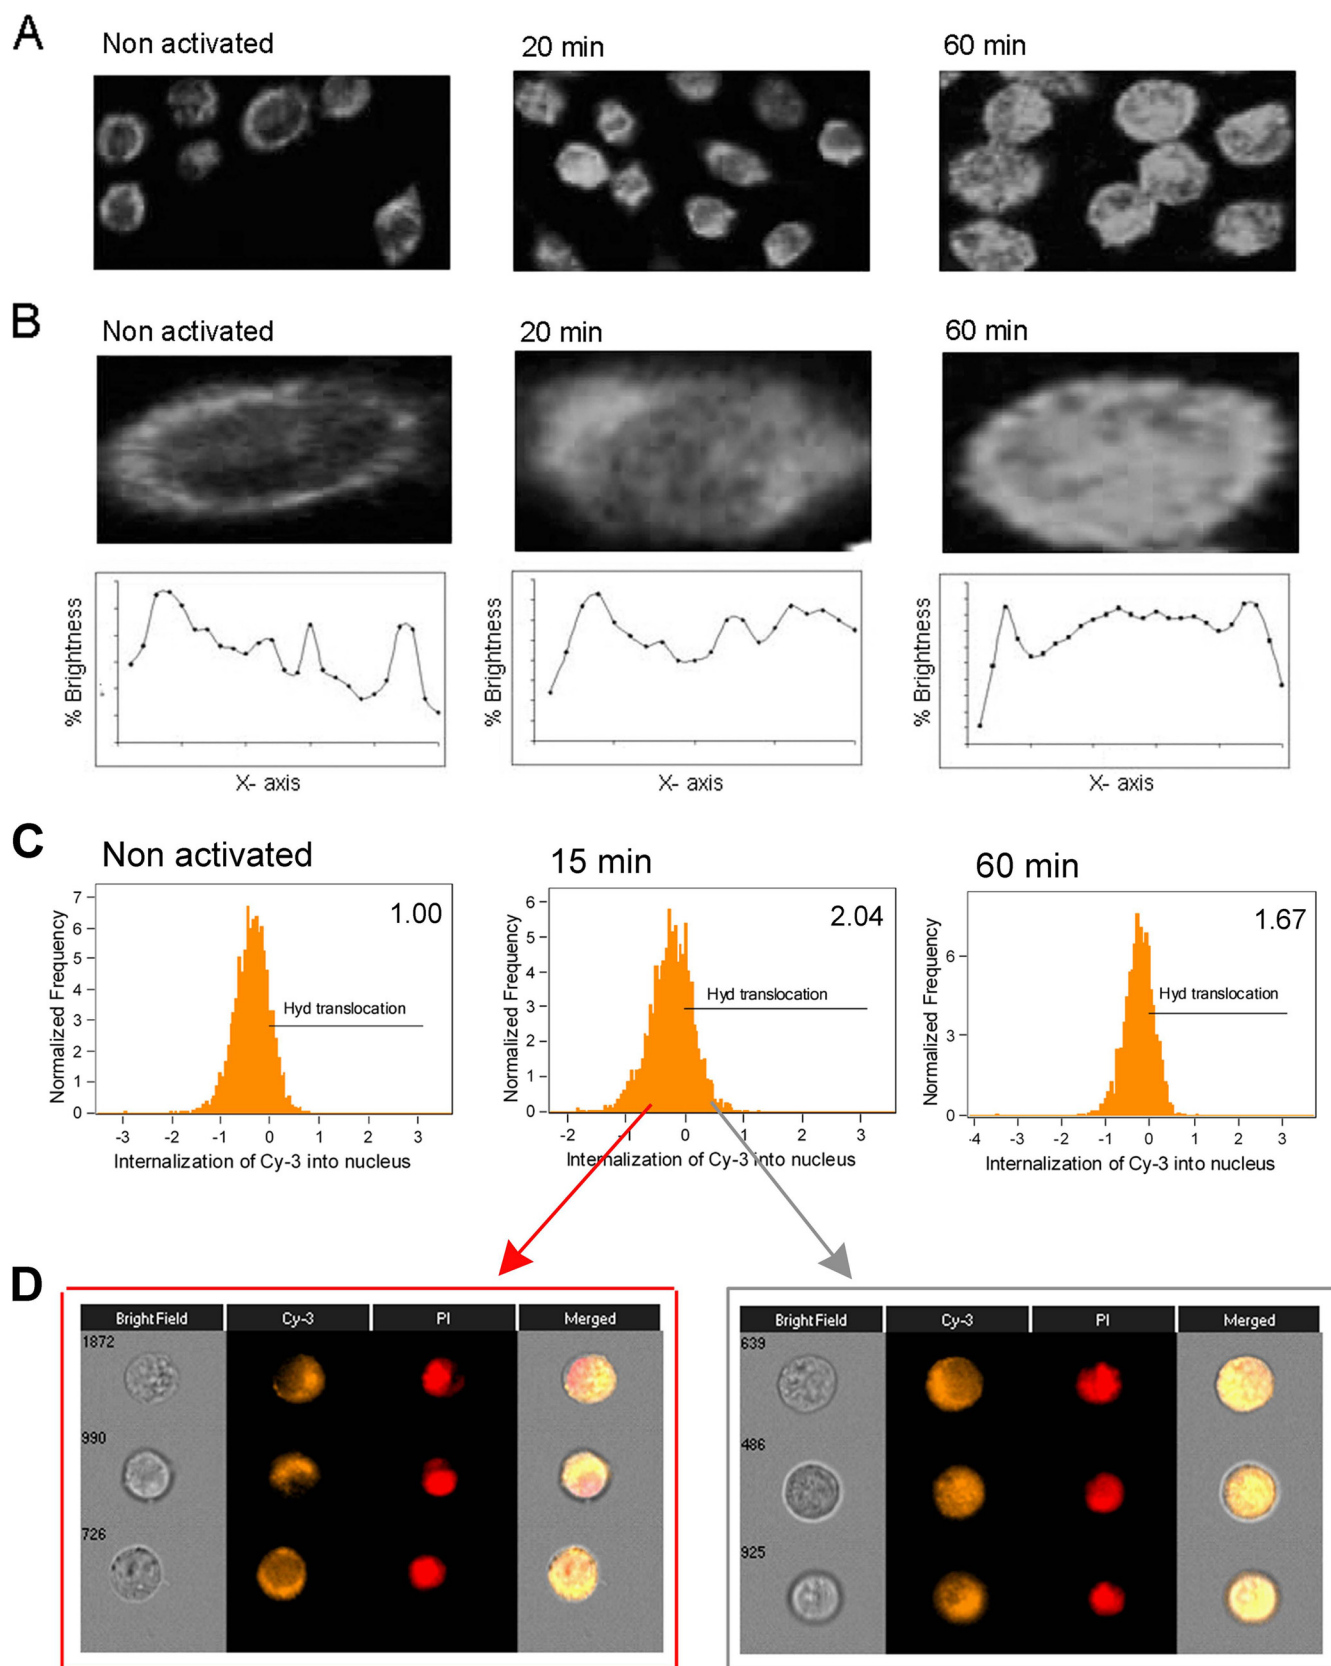 A
Non activated
20 min
60 min
B
Non activated
20 min
60 min
% Brightness
X- axis
% Brightness
X- axis
% Brightness
X- axis
C
Non activated
7
6
5
4
3
2
1
0
Normalized Frequency
1.00
Hyd translocation
-3 -2 -1 0 1 2 3
Internalization of Cy-3 into nucleus
15 min
6
5
4
3
2
1
0
Normalized Frequency
2.04
Hyd translocation
-2 -1 0 1 2 3
Internalization of Cy-3 into nucleus
60 min
6
3
0
Normalized Frequency
1.67
Hyd translocation
-4 -3 -2 -1 0 1 2 3
Internalization of Cy-3 into nucleus
D
BrightField Cy-3 PI Merged
1872
990
726
BrightField Cy-3 PI Merged
639
486
925